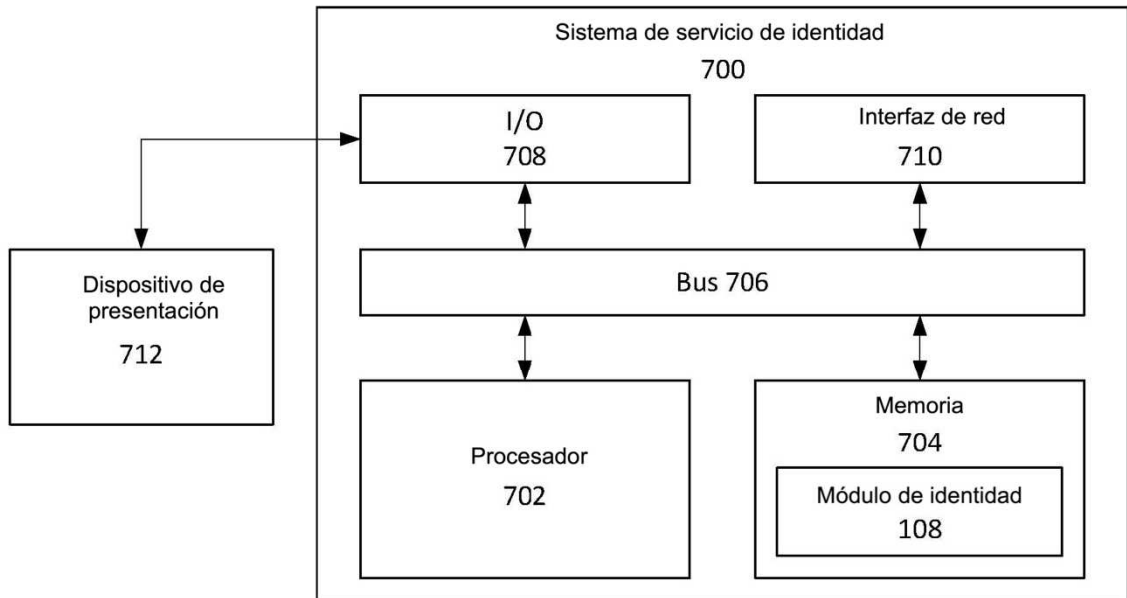 Sistema de servicio de identidad
700
I/O
708
Interfaz de red
710
Bus 706
Dispositivo de
presentación
712
Procesador
702
Memoria
704
Módulo de identidad
108